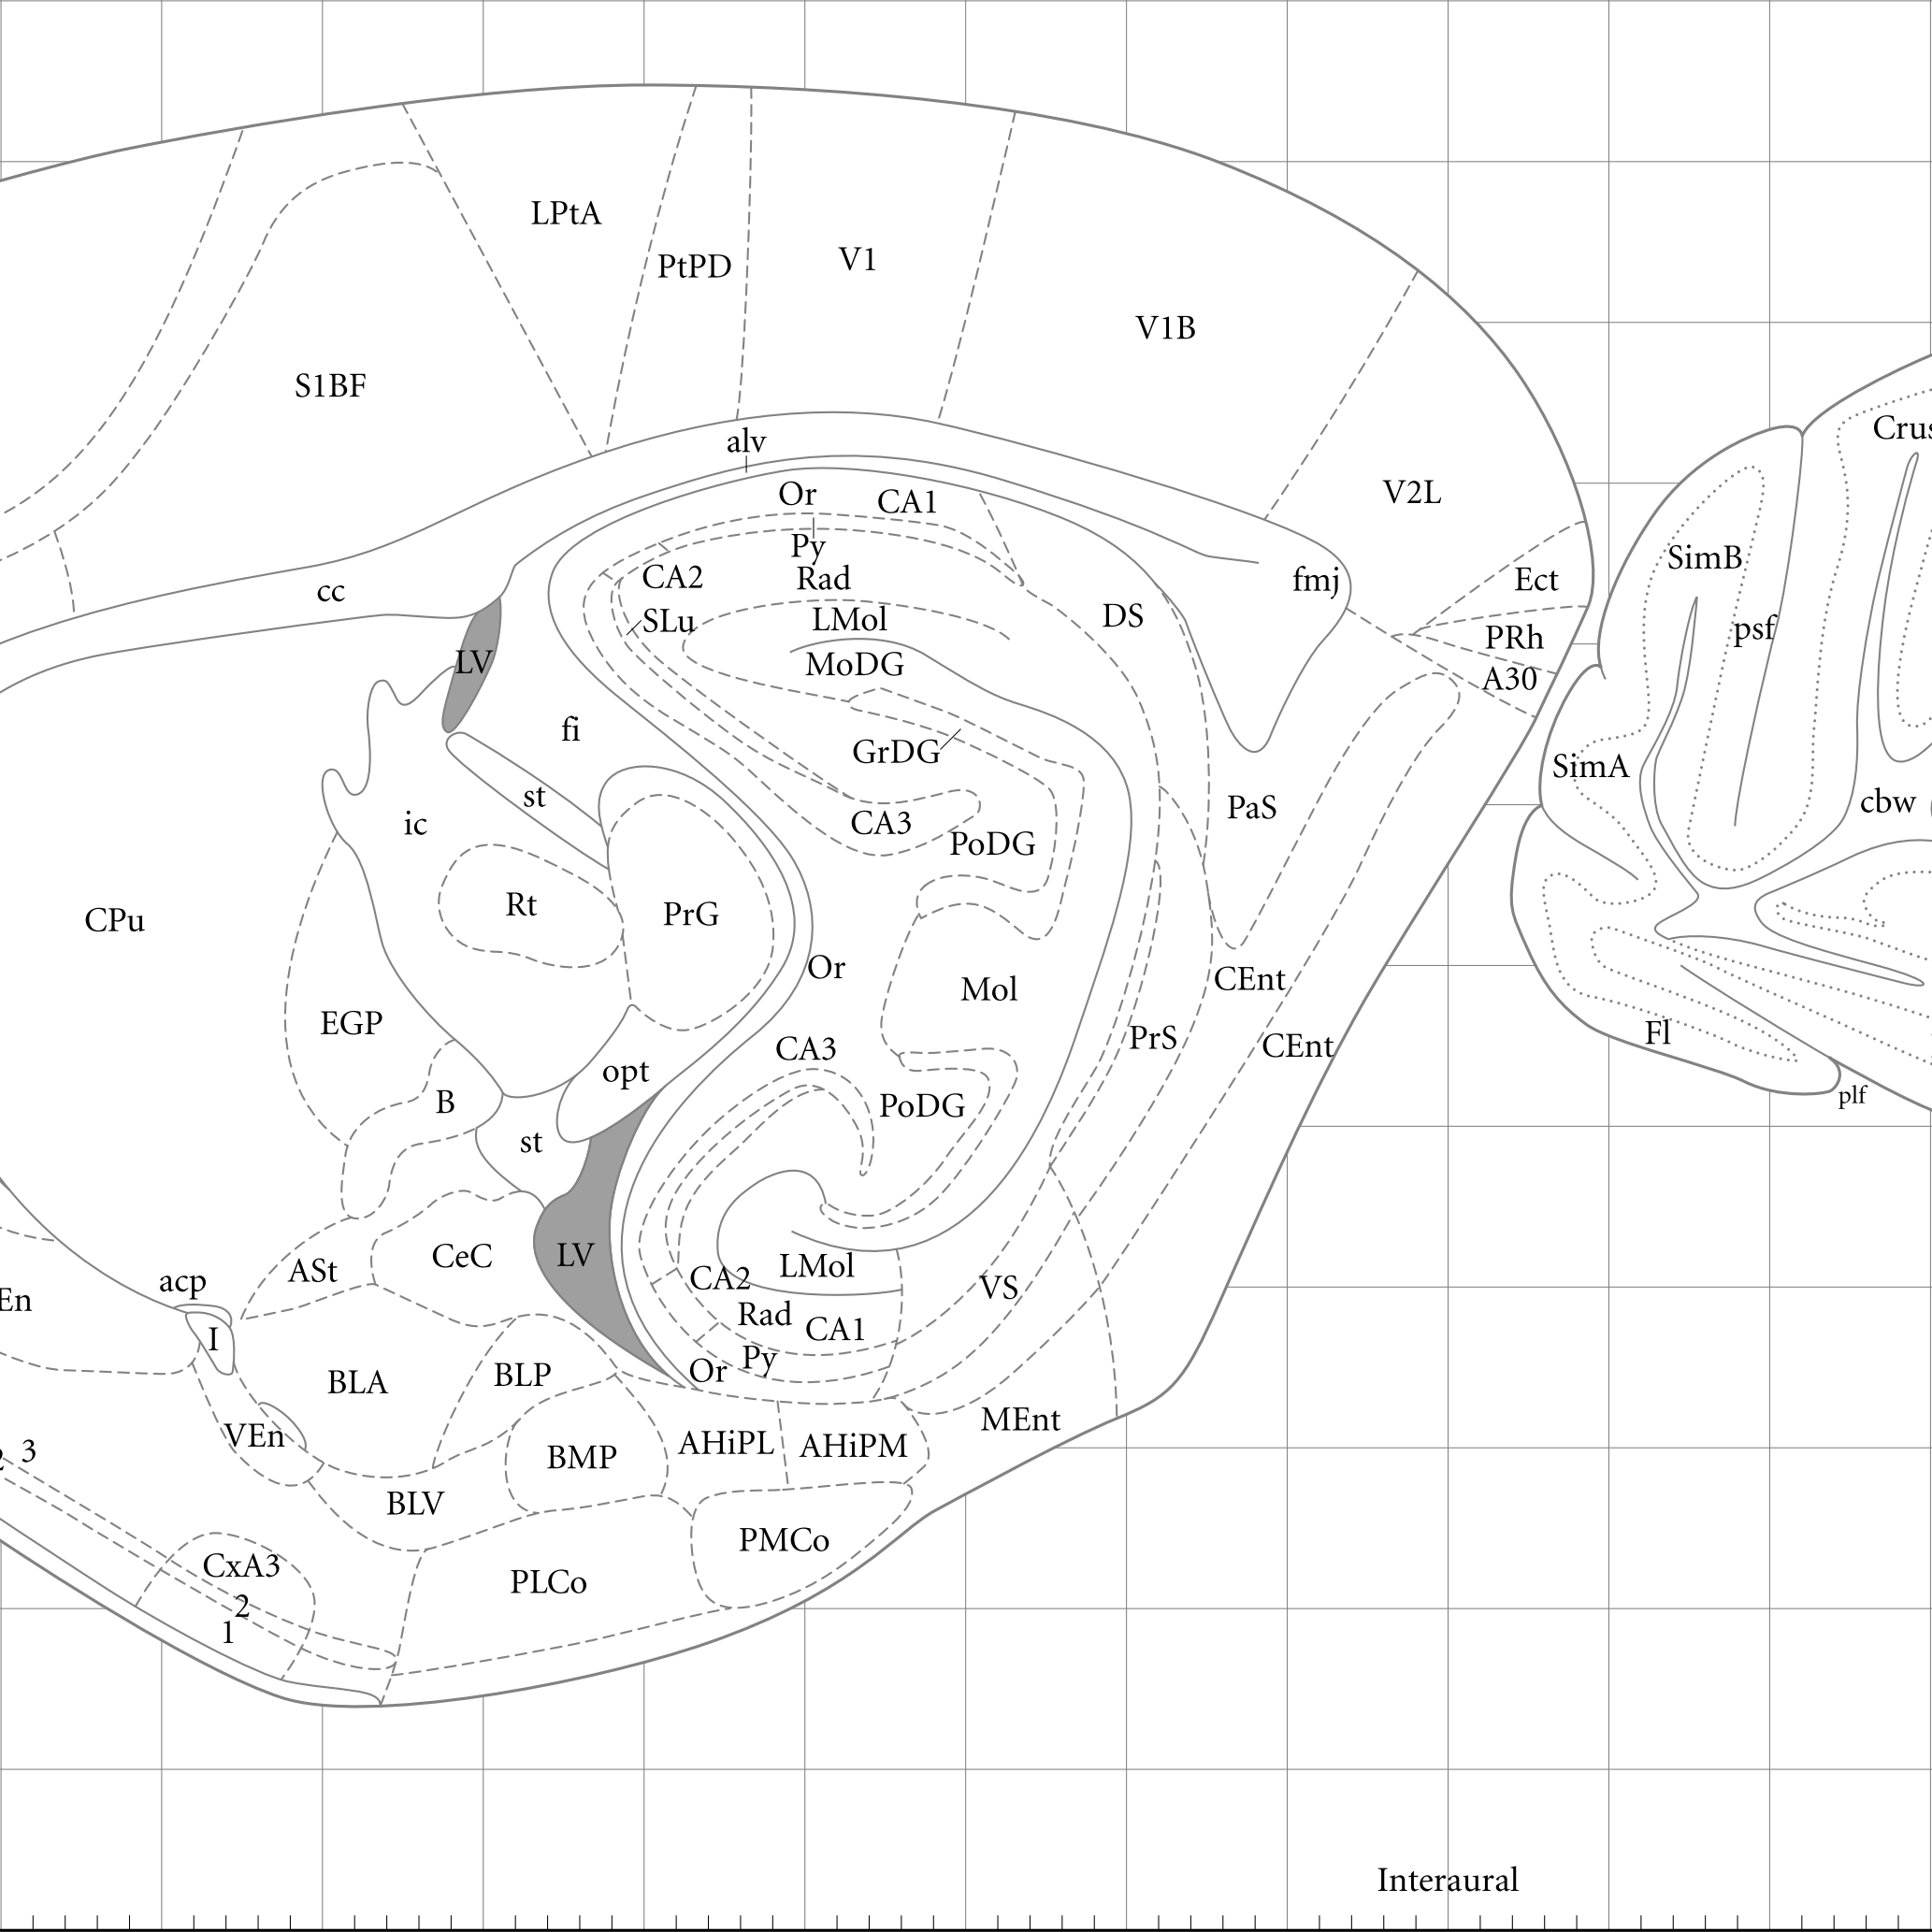 LPtA
PtPD
V1
V1B
S1BF
alv
Crus
Or
CA1
V2L
Py
SimB
CA2
Rad
Ect
fmj
cc
SLu
LMol
DS
PRh
psf
LV
MoDG
A30
fi
GrDG
SimA
st
PaS
cbw
ic
CA3
PoDG
CPu
Rt
PrG
Or
CEnt
Mol
EGP
CA3
PrS
CEnt
Fl
opt
B
PoDG
plf
st
CeC
LV
LMol
ASt
CA2
VS
acp
En
Rad
CA1
I
BLP
Or
Py
BLA
MEnt
VEn
AHiPL
AHiPM
3
BMP
BLV
PMCo
CxA3
PLCo
2
1
Interaural